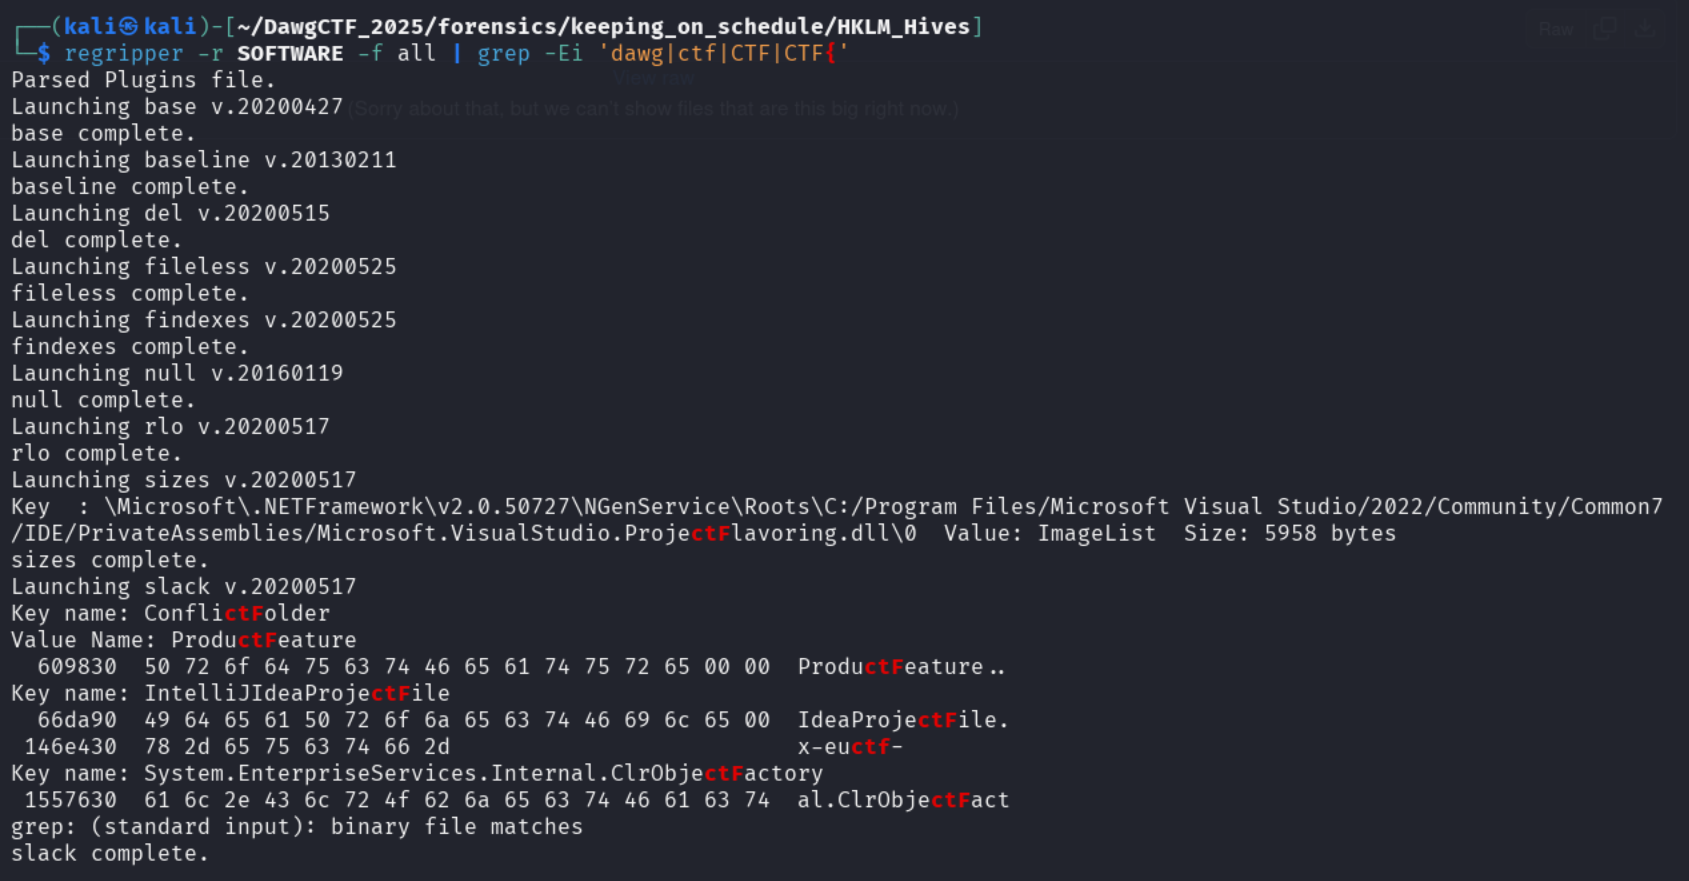 ┌──(kali㉿kali)-[~/DawgCTF_2025/forensics/keeping_on_schedule/HKLM_Hives]
└─$ regripper -r SOFTWARE -f all | grep -Ei 'dawg|ctf|CTF|CTF{'
Raw
Parsed Plugins file.
View raw
Launching base v.20200427
(Sorry about that, but we can't show files that are this big right now.)
base complete.
Launching baseline v.20130211
baseline complete.
Launching del v.20200515
del complete.
Launching fileless v.20200525
fileless complete.
Launching findexes v.20200525
findexes complete.
Launching null v.20160119
null complete.
Launching rlo v.20200517
rlo complete.
Launching sizes v.20200517
Key  : \Microsoft\.NETFramework\v2.0.50727\NGenService\Roots\C:/Program Files/Microsoft Visual Studio/2022/Community/Common7
/IDE/PrivateAssemblies/Microsoft.VisualStudio.ProjectFlavoring.dll\0  Value: ImageList  Size: 5958 bytes
sizes complete.
Launching slack v.20200517
Key name: ConflictFolder
Value Name: ProductFeature
  609830  50 72 6f 64 75 63 74 46 65 61 74 75 72 65 00 00  ProductFeature..
Key name: IntelliJIdeaProjectFile
  66da90  49 64 65 61 50 72 6f 6a 65 63 74 46 69 6c 65 00  IdeaProjectFile.
 146e430  78 2d 65 75 63 74 66 2d                          x-euctf-
Key name: System.EnterpriseServices.Internal.ClrObjectFactory
 1557630  61 6c 2e 43 6c 72 4f 62 6a 65 63 74 46 61 63 74  al.ClrObjectFact
grep: (standard input): binary file matches
slack complete.